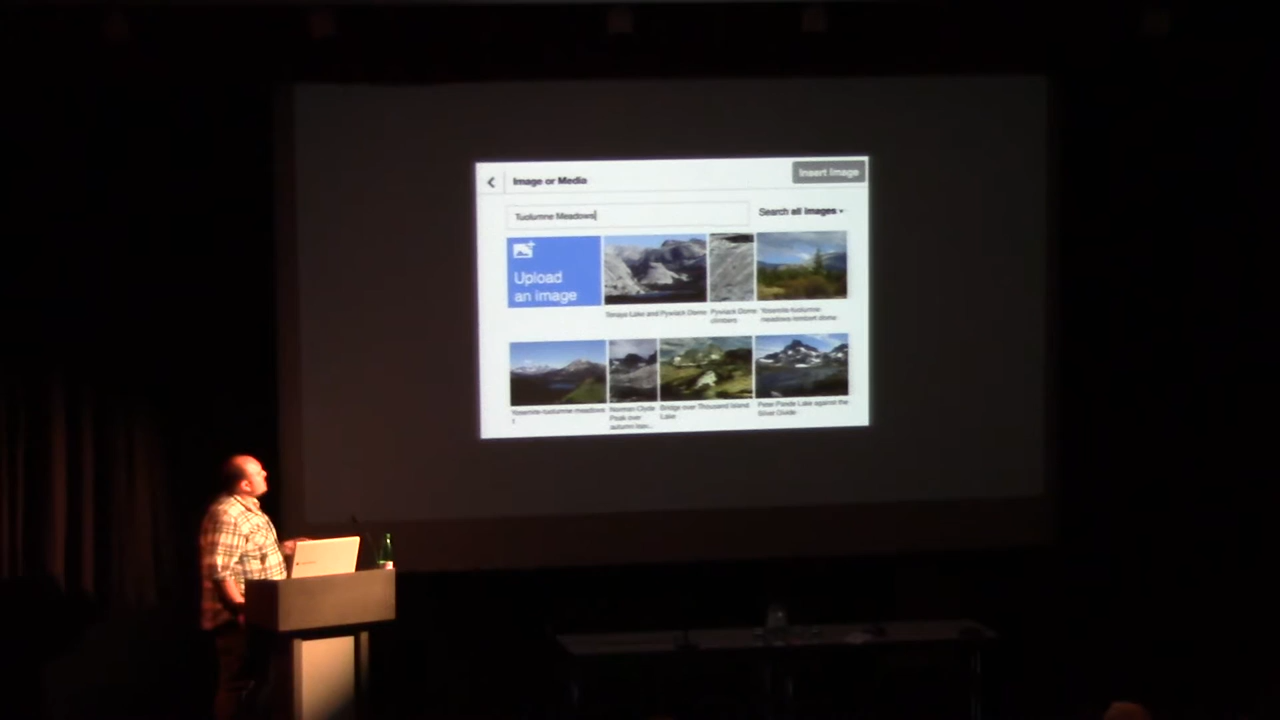 Image or Media
Insert Image
Tuolumne Meadows
Search all images
Upload
an image
Tenaya Lake and Pywiack Dome
Pywiack Dome
climbers
Yosemite-tuolumne
meadows-lembert dome
Yosemite-tuolumne meadows
Norman Clyde
Peak over
autumn
Bridge over Thousand Island
Lake
Peter Pande Lake against the
Silver Divide